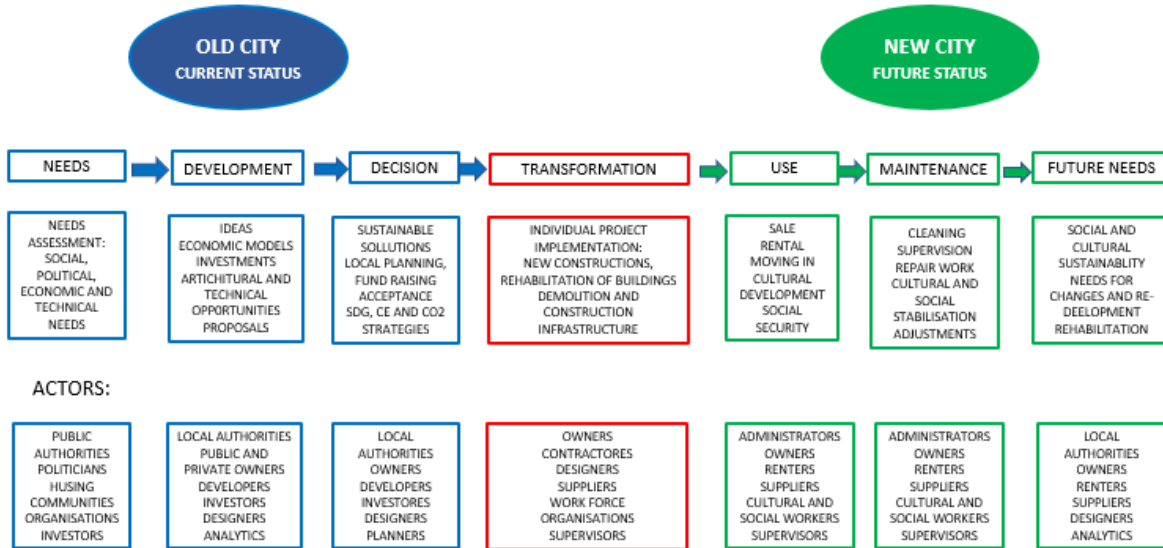 OLD CITY
CURRENT STATUS
NEW CITY
FUTURE STATUS
NEEDS
DEVELOPMENT
DECISION
TRANSFORMATION
USE
MAINTENANCE
FUTURE NEEDS
NEEDS
ASSESSMENT:
SOCIAL,
POLITICAL,
ECONOMIC AND
TECHNICAL
NEEDS
IDEAS
ECONOMIC MODELS
INVESTMENTS
ARTICHITURAL AND
TECHNICAL
OPPORTUNITIES
PROPOSALS
SUSTAINABLE
SOLLUTIONS
LOCAL PLANNING,
FUND RAISING
ACCEPTANCE
SDG, CE AND CO2
STRATEGIES
INDIVIDUAL PROJECT
IMPLEMENTATION:
NEW CONSTRUCTIONS,
REHABILITATION OF BUILDINGS
DEMOLITION AND
CONSTRUCTION
INFRASTRUCTURE
SALE
RENTAL
MOVING IN
CULTURAL
DEVELOPMENT
SOCIAL
SECURITY
CLEANING
SUPERVISION
REPAIR WORK
CULTURAL AND
SOCIAL
STABILISATION
ADJUSTMENTS
SOCIAL AND
CULTURAL
SUSTAINABLITY
NEEDS FOR
CHANGES AND RE-
DEELOPMENT
REHABILITATION
ACTORS:
PUBLIC
AUTHORITIES
POLITICIANS
HUSING
COMMUNITIES
ORGANISATIONS
INVESTORS
LOCAL AUTHORITIES
PUBLIC AND
PRIVATE OWNERS
DEVELOPERS
INVESTORS
DESIGNERS
ANALYTICS
LOCAL
AUTHORITIES
OWNERS
DEVELOPERS
INVESTORES
DESIGNERS
PLANNERS
OWNERS
CONTRACTORES
DESIGNERS
SUPPLIERS
WORK FORCE
ORGANISATIONS
SUPERVISORS
ADMINISTRATORS
OWNERS
RENTERS
SUPPLIERS
CULTURAL AND
SOCIAL WORKERS
SUPERVISORS
ADMINISTRATORS
OWNERS
RENTERS
SUPPLIERS
CULTURAL AND
SOCIAL WORKERS
SUPERVISORS
LOCAL
AUTHORITIES
OWNERS
RENTERS
SUPPLIERS
DESIGNERS
ANALYTICS